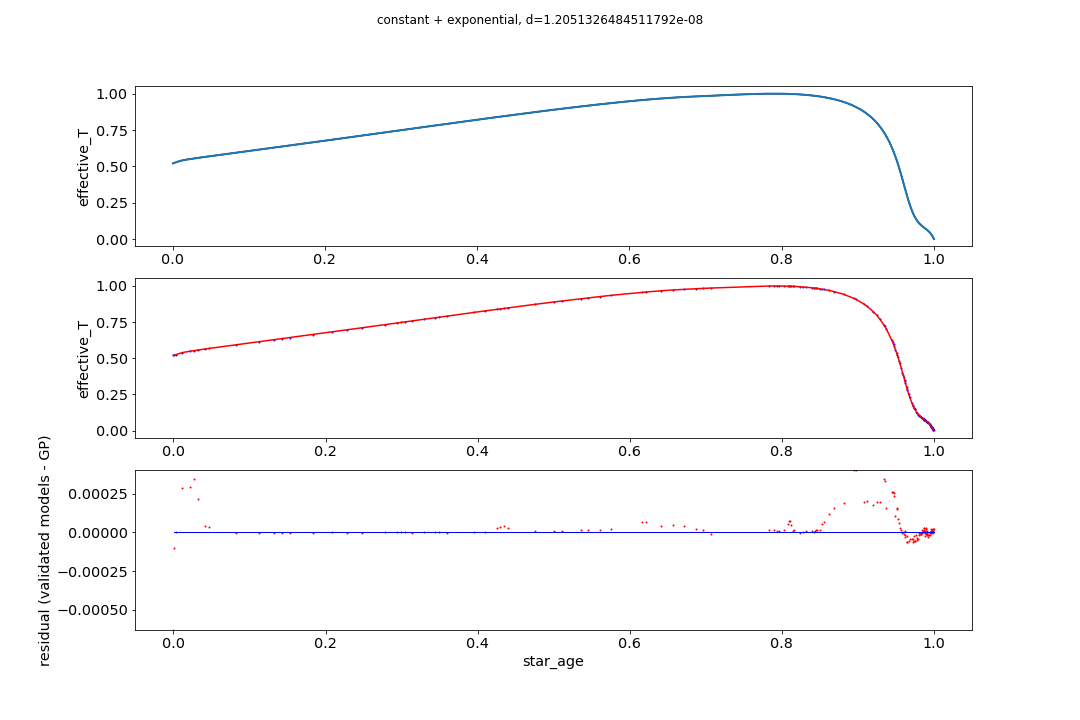 constant + exponential, d=1.2051326484511792e-08
1.00
0.75
0.50
0.25
0.00
effective_T
0.0 0.2 0.4 0.6 0.8 1.0
1.00
0.75
0.50
0.25
0.00
effective_T
0.0 0.2 0.4 0.6 0.8 1.0
0.00025
0.00000
−0.00025
−0.00050
residual (validated models - GP)
0.0 0.2 0.4 0.6 0.8 1.0
star_age